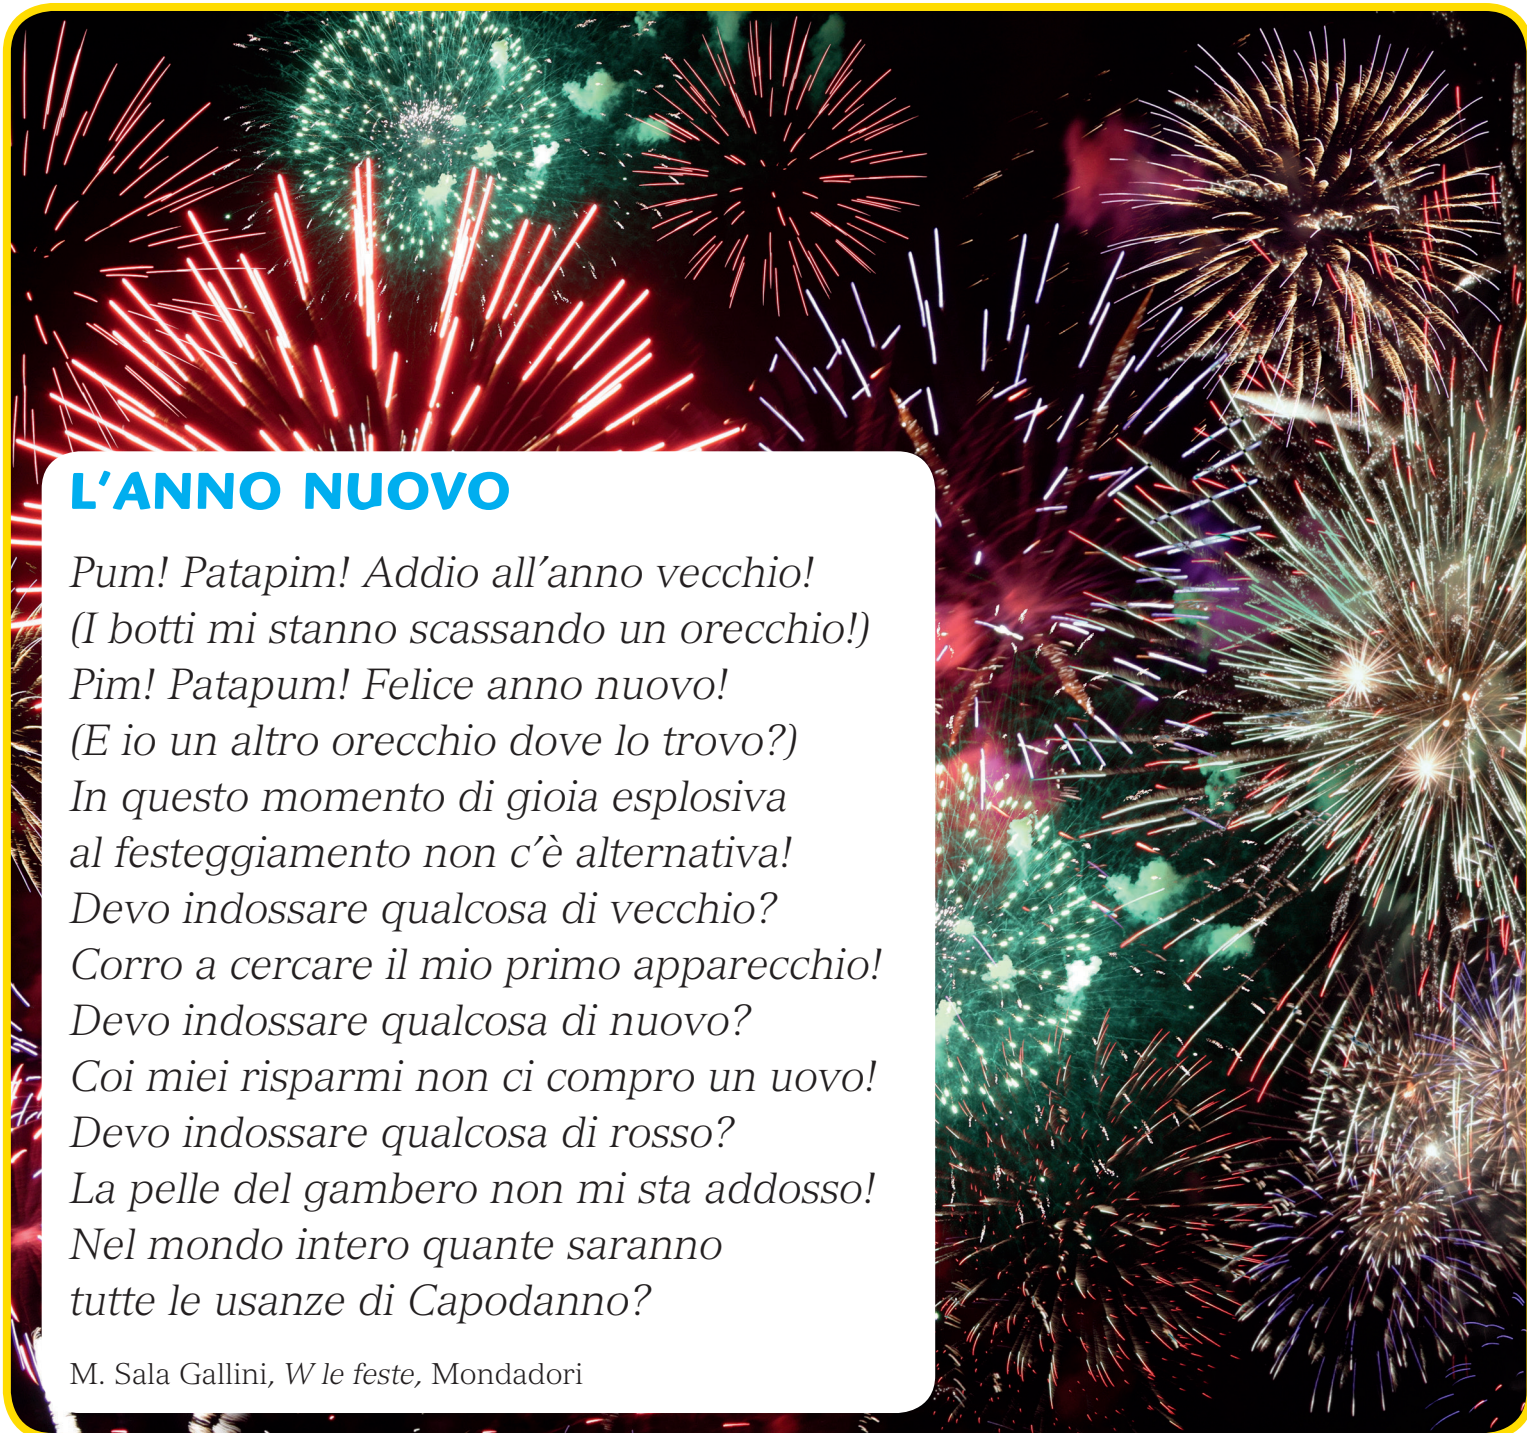 L'ANNO NUOVO
Pum! Patapim! Addio all'anno vecchio!
(I botti mi stanno scassando un orecchio!)
Pim! Patapum! Felice anno nuovo!
(E io un altro orecchio dove lo trovo?)
In questo momento di gioia esplosiva
al festeggiamento non c'è alternativa!
Devo indossare qualcosa di vecchio?
Corro a cercare il mio primo apparecchio!
Devo indossare qualcosa di nuovo?
Coi miei risparmi non ci compro un uovo!
Devo indossare qualcosa di rosso?
La pelle del gambero non mi sta addosso!
Nel mondo intero quante saranno
tutte le usanze di Capodanno?
M. Sala Gallini, W le feste, Mondadori